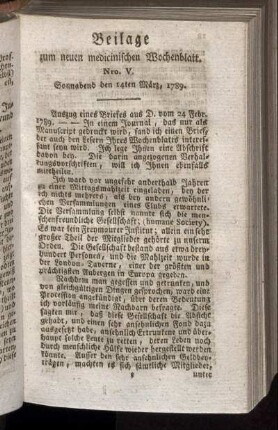 Beilage
zum neuen medicinischen Wochenblatt.
Nro. V.
Sonnabend den 14ten März, 1789.
Auszug eines Briefes aus D. vom 24 Febr.
1789. — — In einem Journal, das nur als
Manuscript gedruckt wird, fand ich einen Brief,
der auch den Lesern Ihres Wochenblatts interes-
sant seyn wird. Ich lege Ihnen eine Abschrift
davon bey. Die darin angezogenen Verhal-
tungsvorschriften, will ich Ihnen ebenfalls
mittheilen.
Ich ward vor ungefehr anderthalb Jahren
zu einer Mittagsmahlzeit eingeladen, bey der
ich nichts mehrers, als bey andern gewöhnli-
chen Versammlungen eines Clubs erwartete.
Die Versammlung selbst nannte sich die men-
schenfreundliche Gesellschaft, (humane Society).
Es war kein Freymaurer Institut; allein ein sehr
großer Theil der Mitglieder gehörte zu unserm
Orden. Die Gesellschaft bestand aus etwa drey-
hundert Personen, und die Mahlzeit wurde in
der London-Taverne, einer der größten und
prächtigsten Aubergen in Europa gegeben.
Nachdem man gegessen und getrunken, und
von gleichgültigen Dingen gesprochen, ward eine
Procession angekündigt, über deren Bedeutung
ich vorläufig meine Nachbarn befragte. Diese
sagten mir, daß diese Gesellschaft die Absicht
gehabt, und einen sehr ansehnlichen Fond dazu
ausgesetzt habe, ansehnlich Ertrunkene und über-
haupt solche Leute zu retten, deren Leben noch
durch menschliche Hülfe wieder hergestellt werden
könnte. Ausser den sehr ansehnlichen Geldbey-
trägen, machten es sich sämtliche Mitglieder,
unter